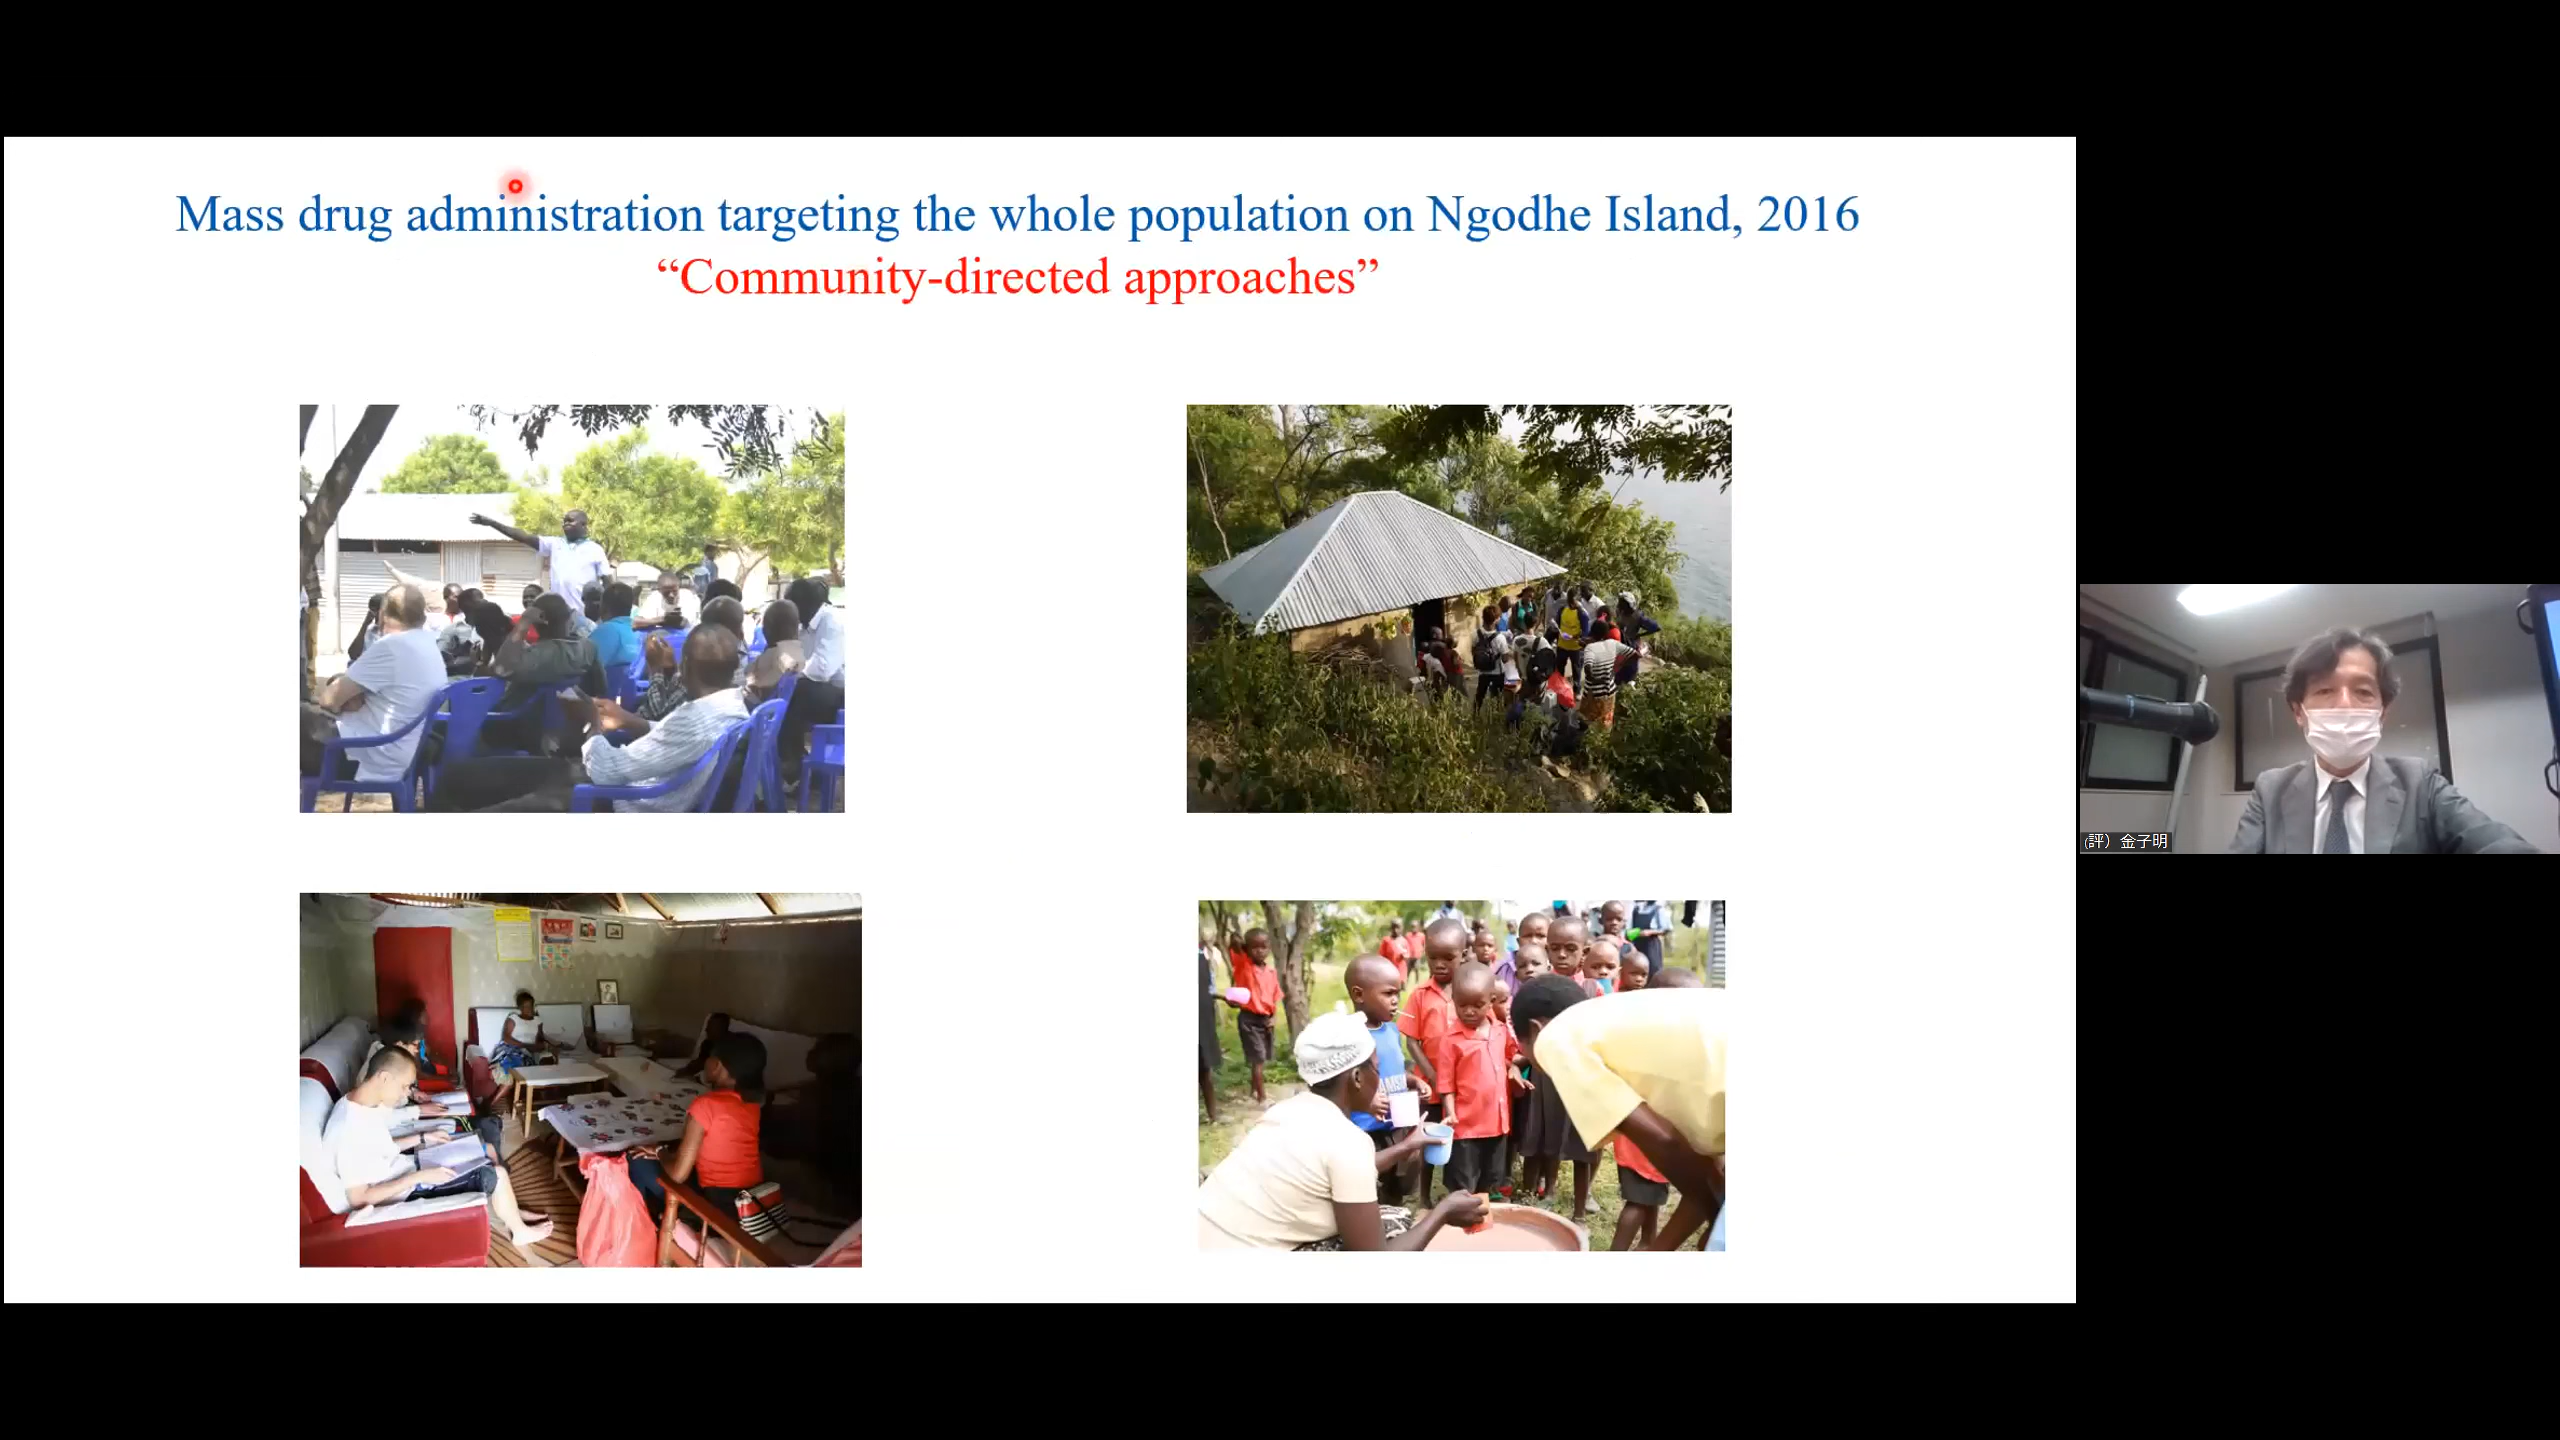 Mass drug administration targeting the whole population on Ngodhe Island, 2016
“Community-directed approaches”
(評）金子明